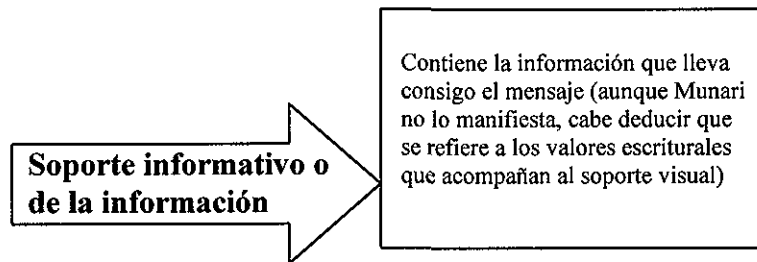 Soporte informativo o
de la información
Contiene la información que lleva
consigo el mensaje (aunque Munari
no lo manifiesta, cabe deducir que
se refiere a los valores escriturales
que acompañan al soporte visual)